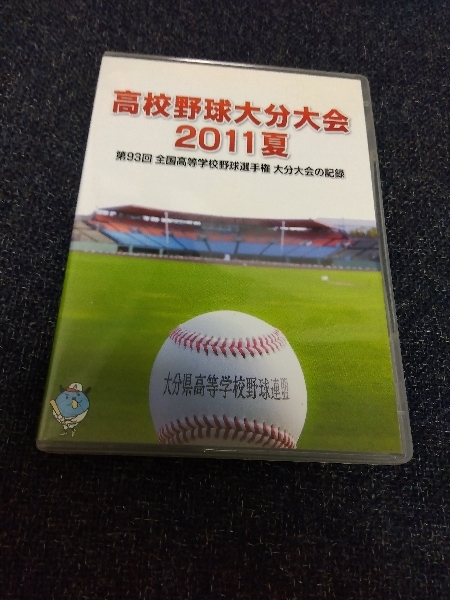 高校野球大分大会
2011夏
第93回 全国高等学校野球選手権 大分大会の記録
大分県高等学校野球連盟